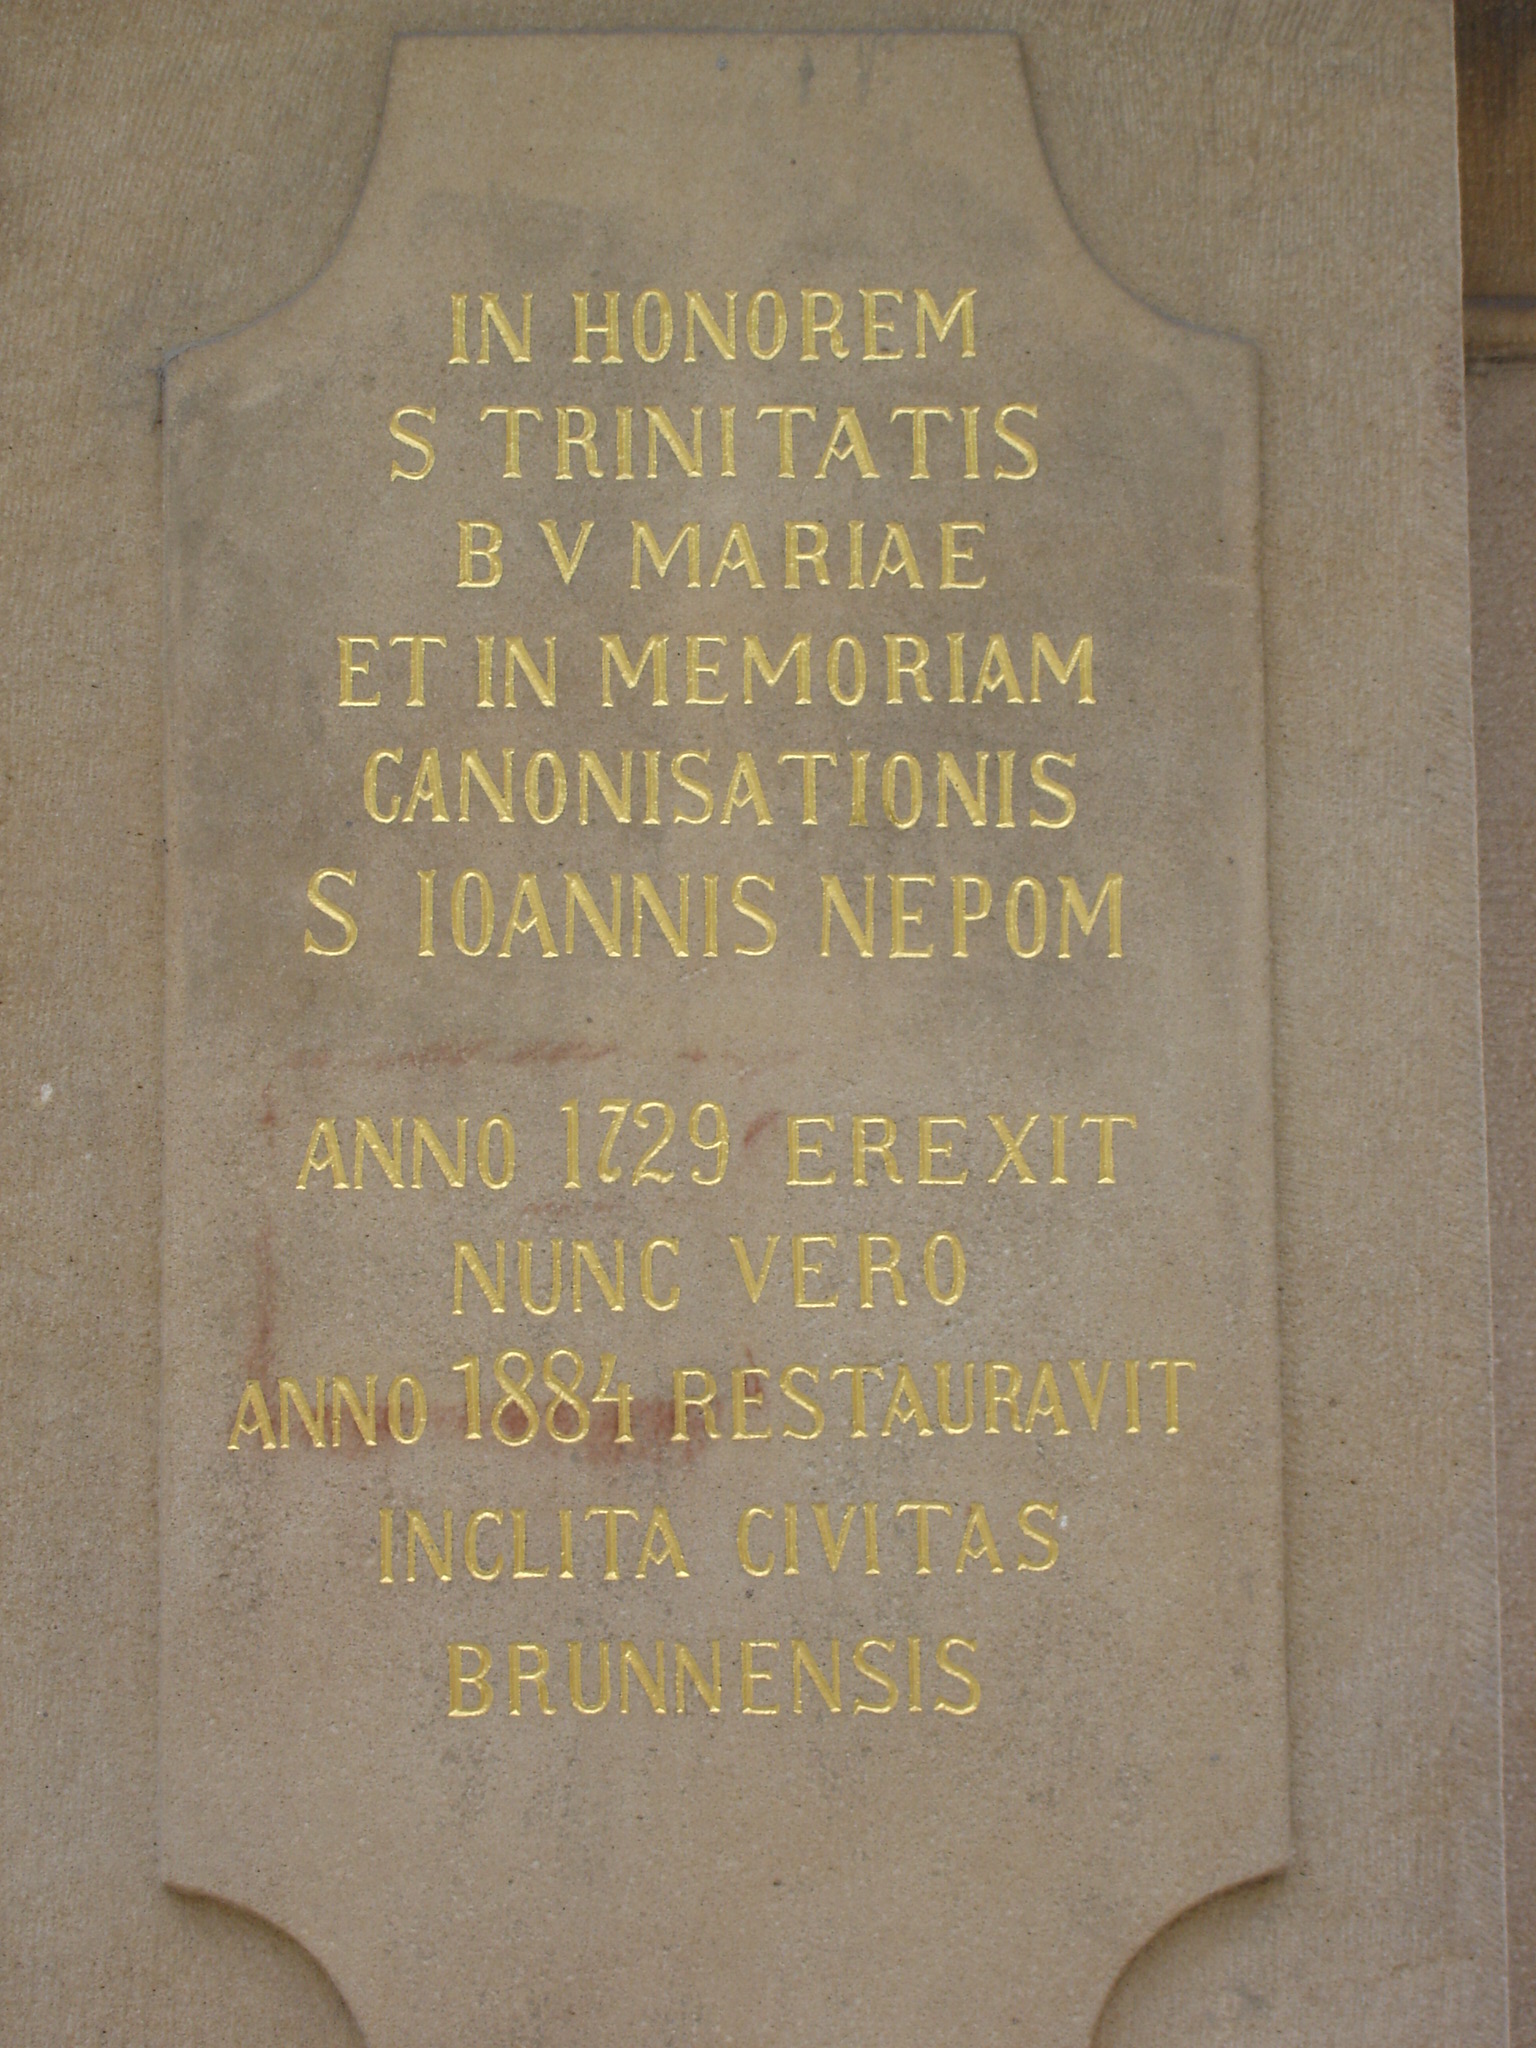 IN HONOREM
S TRINITATIS
B V MARIAE
ET IN MEMORIAM
CANONISATIONIS
S IOANNIS NEPOM
ANNO 1729 EREXIT
NUNC VERO
ANNO 1884 RESTAURAVIT
INCLITA CIVITAS
BRUNNENSIS